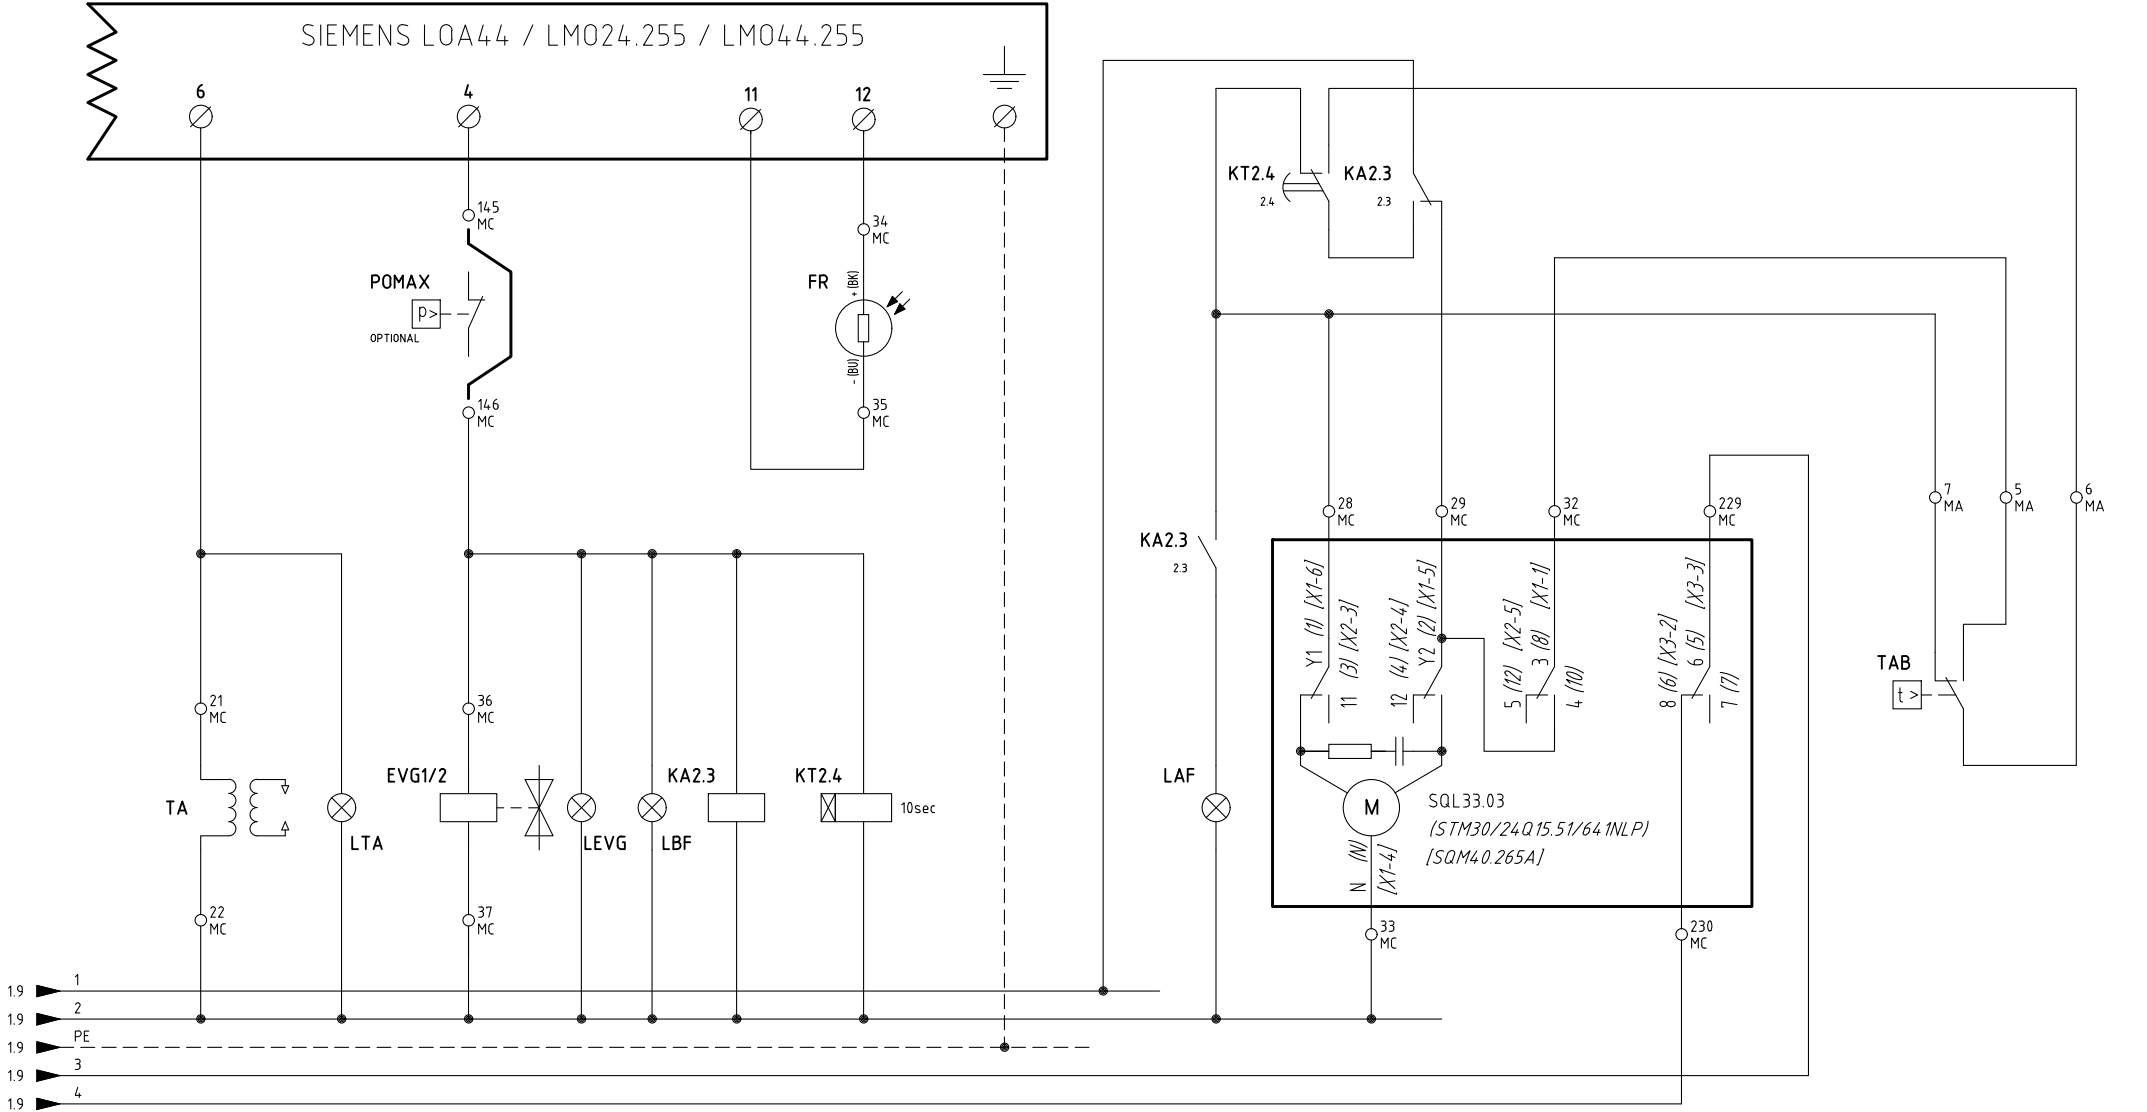 SIEMENS LOA44 / LMO24.255 / LMO44.255
6
4
11
12
145
MC
POMAX
p>
OPTIONAL
146
MC
34
MC
FR
+(BK)
-(BU)
35
MC
KT2.4
2.4
KA2.3
2.3
28
MC
29
MC
32
MC
229
MC
7
MA
5
MA
6
MA
KA2.3
2.3
Y1 (1) [X1-6]
11 (3) [X2-3]
12 (4) [X2-4]
Y2 (2) [X1-5]
5 (12) [X2-5]
3 (8) [X1-1]
4 (10)
8 (6) [X3-2]
6 (5) [X3-3]
7 (7)
TAB
t >
21
MC
36
MC
TA
LTA
EVG1/2
LEVG
LBF
KA2.3
KT2.4
10sec
LAF
M
SQL33.03
(STM30/24Q15.51/641NLP)
[SQM40.265A]
N (N)
[X1-4]
22
MC
37
MC
33
MC
230
MC
1.9 1
1.9 2
1.9 PE
1.9 3
1.9 4